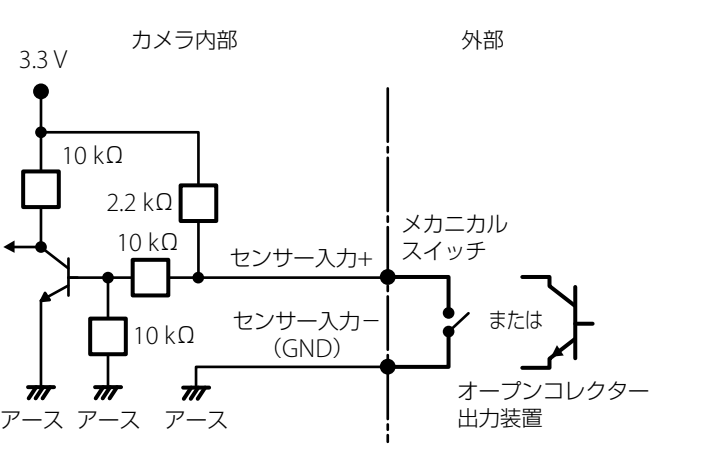 カメラ内部
外部
3.3 V
10 kΩ
2.2 kΩ
10 kΩ
メカニカル
スイッチ
センサー入力+
センサー入力−
（GND）
または
10 kΩ
オープンコレクター
出力装置
アース
アース
アース